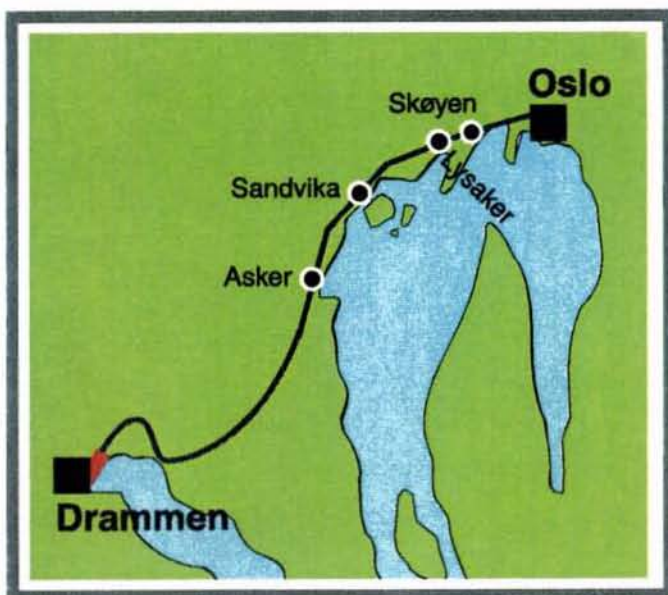 Oslo
Skøyen
Lysaker
Sandvika
Asker
Drammen